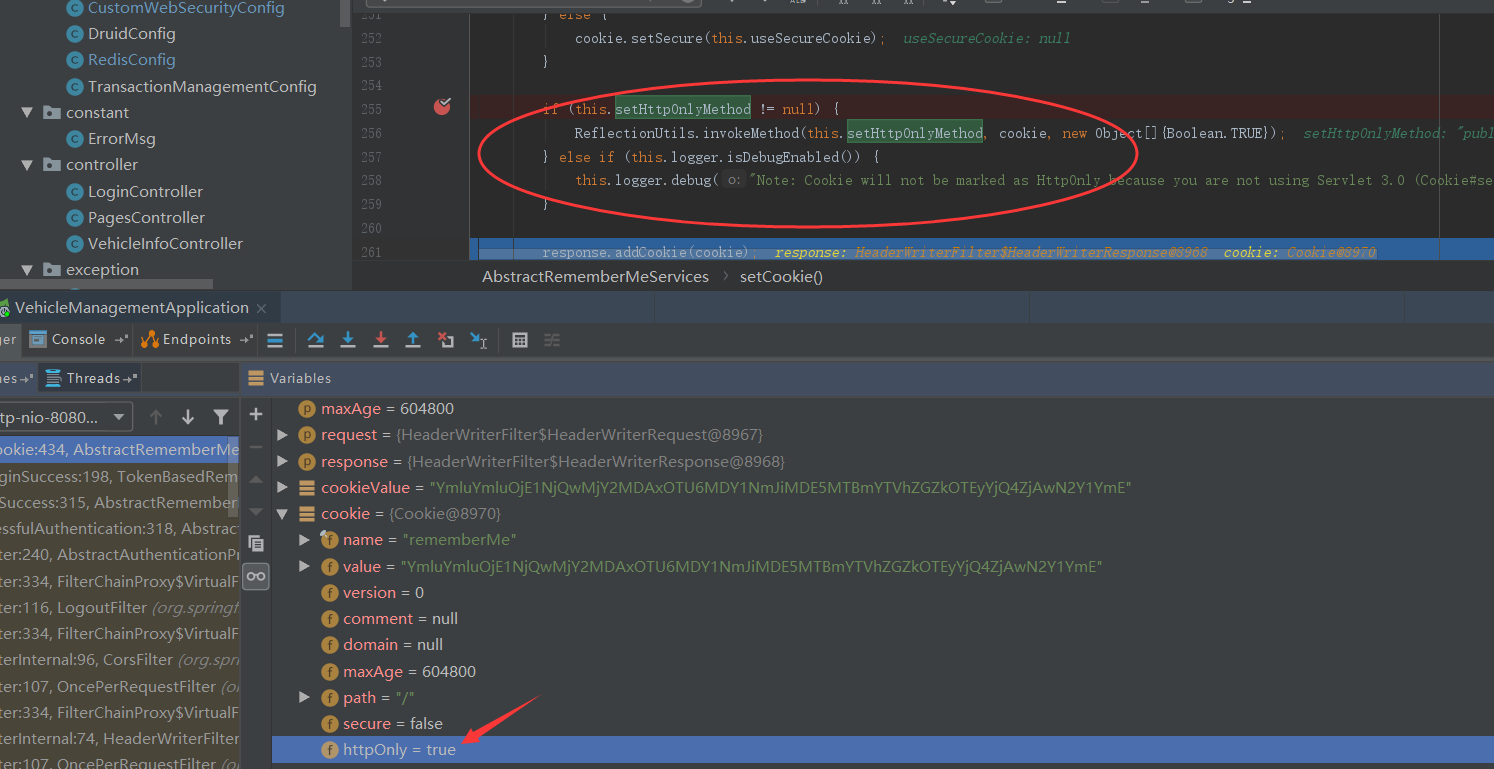 CustomWebSecurityConfig
DruidConfig
RedisConfig
TransactionManagementConfig
constant
ErrorMsg
controller
LoginController
PagesController
VehicleInfoController
exception
251 } else {
252 cookie.setSecure(this.useSecureCookie); useSecureCookie: null
253 }
254
255 if (this.setHttpOnlyMethod != null) {
256 ReflectionUtils.invokeMethod(this.setHttpOnlyMethod, cookie, new Object[]{Boolean.TRUE}); setHttpOnlyMethod: "publ
257 } else if (this.logger.isDebugEnabled()) {
258 this.logger.debug( o: "Note: Cookie will not be marked as HttpOnly because you are not using Servlet 3.0 (Cookie#se
259 }
260
261 response.addCookie(cookie); response: HeaderWriterFilter$HeaderWriterResponse@8968 cookie: Cookie@8970
AbstractRememberMeServices › setCookie()
VehicleManagementApplication ×
ger Console Endpoints
nes Threads
Variables
tp-nio-8080...
ookie:434, AbstractRememberMe
ginSuccess:198, TokenBasedRem
Success:315, AbstractRemember
essfulAuthentication:318, Abstrac
ter:240, AbstractAuthenticationPr
ter:334, FilterChainProxy$VirtualF
ter:116, LogoutFilter (org.springf
ter:334, FilterChainProxy$VirtualF
terInternal:96, CorsFilter (org.spri
ter:107, OncePerRequestFilter (o
ter:334, FilterChainProxy$VirtualF
terInternal:74, HeaderWriterFilter
ter:107, OncePerRequestFilter (o
p maxAge = 604800
p request = {HeaderWriterFilter$HeaderWriterRequest@8967}
p response = {HeaderWriterFilter$HeaderWriterResponse@8968}
cookieValue = "YmluYmluOjE1NjQwMjY2MDAxOTU6MDY1NmJiMDE5MTBmYTVhZGZkOTEyYjQ4ZjAwN2Y1YmE"
cookie = {Cookie@8970}
f name = "rememberMe"
f value = "YmluYmluOjE1NjQwMjY2MDAxOTU6MDY1NmJiMDE5MTBmYTVhZGZkOTEyYjQ4ZjAwN2Y1YmE"
f version = 0
f comment = null
f domain = null
f maxAge = 604800
f path = "/"
f secure = false
f httpOnly = true